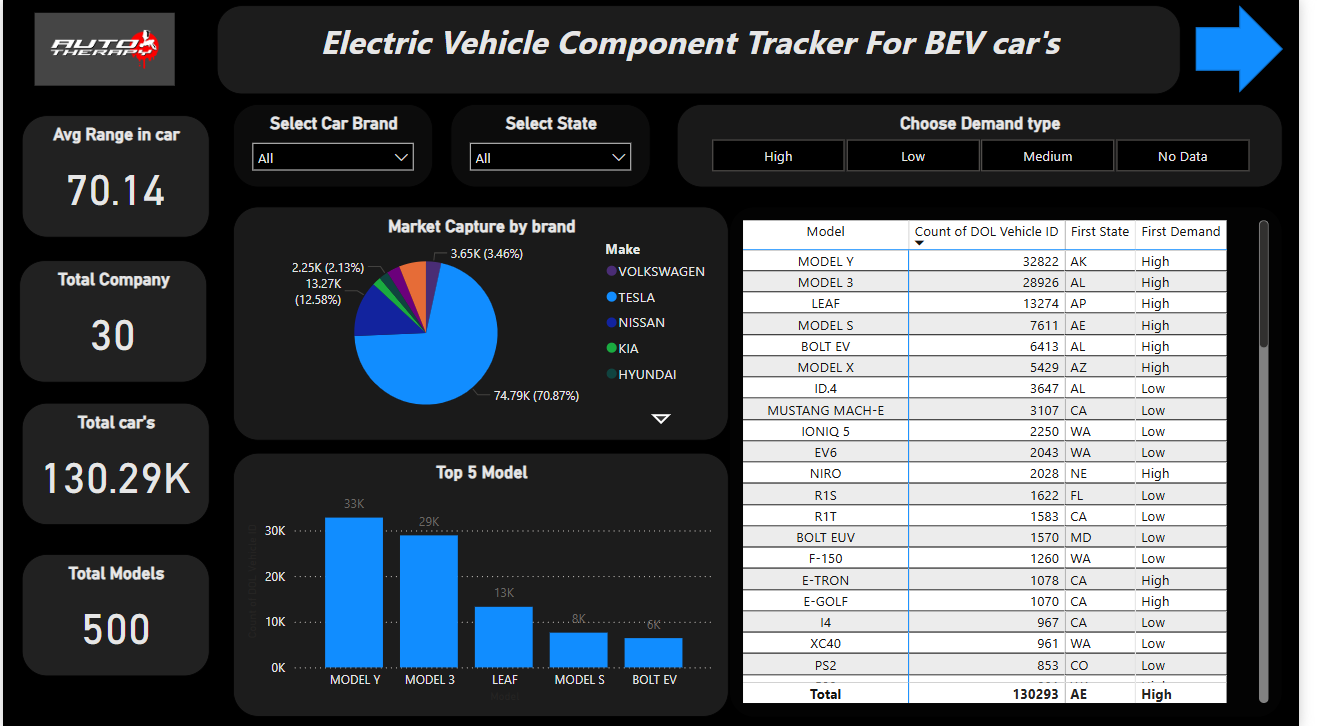 AUTO
THERAPY
Electric Vehicle Component Tracker For BEV car's
Avg Range in car
70.14
Total Company
30
Total car's
130.29K
Total Models
500
Select Car Brand
All
Select State
All
Choose Demand type
High
Low
Medium
No Data
Market Capture by brand
3.65K (3.46%)
2.25K (2.13%)
13.27K
(12.58%)
74.79K (70.87%)
Make
VOLKSWAGEN
TESLA
NISSAN
KIA
HYUNDAI
Top 5 Model
Count of DOL Vehicle ID
30K
20K
10K
0K
33K
29K
13K
8K
6K
MODEL Y MODEL 3 LEAF MODEL S BOLT EV
Model
Model Count of DOL Vehicle ID First State First Demand
MODEL Y 32822 AK High
MODEL 3 28926 AL High
LEAF 13274 AP High
MODEL S 7611 AE High
BOLT EV 6413 AL High
MODEL X 5429 AZ High
ID.4 3647 AL Low
MUSTANG MACH-E 3107 CA Low
IONIQ 5 2250 WA Low
EV6 2043 WA Low
NIRO 2028 NE High
R1S 1622 FL Low
R1T 1583 CA Low
BOLT EUV 1570 MD Low
F-150 1260 WA Low
E-TRON 1078 CA High
E-GOLF 1070 CA High
I4 967 CA Low
XC40 961 WA Low
PS2 853 CO Low
Total 130293 AE High